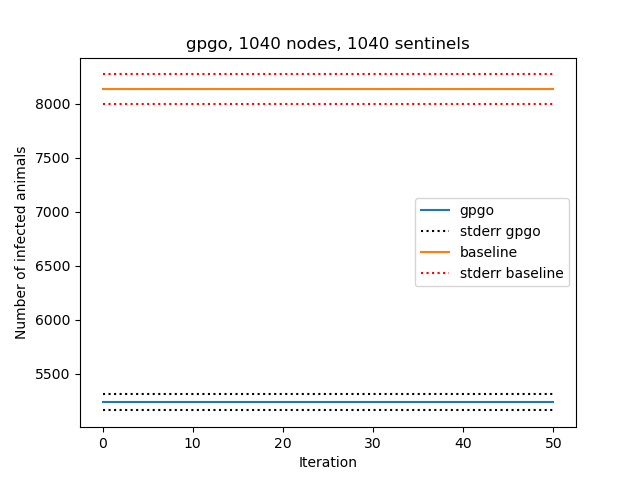 gpgo, 1040 nodes, 1040 sentinels
Number of infected animals
8000
7500
7000
6500
6000
5500
gpgo
stderr gpgo
baseline
stderr baseline
0 10 20 30 40 50
Iteration